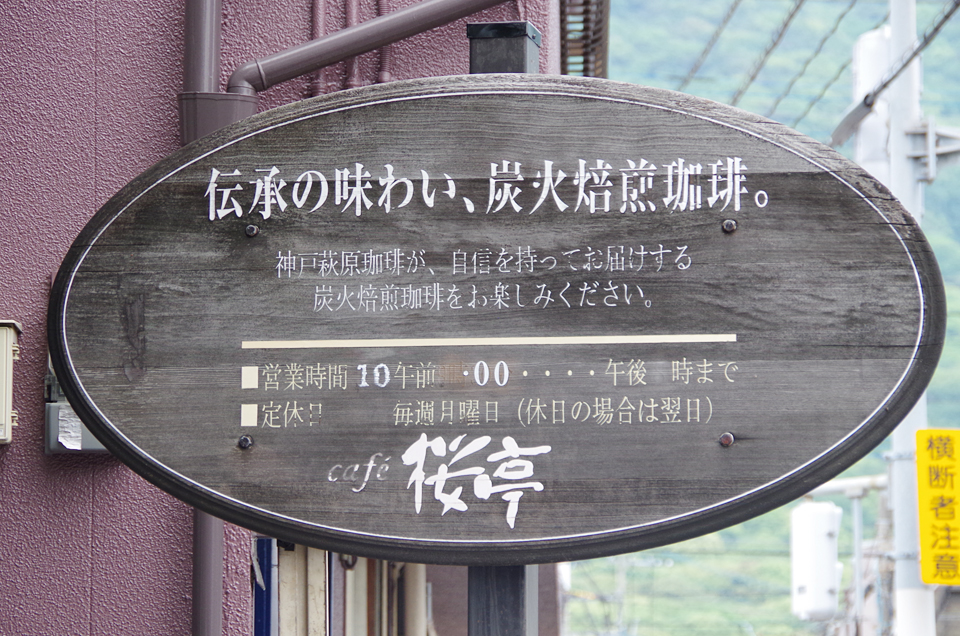 伝承の味わい、炭火焙煎珈琲。
神戸萩原珈琲が、自信を持ってお届けする
炭火焙煎珈琲をお楽しみください。
■営業時間 10午前 ・00・・・・午後 時まで
■定休日 毎週月曜日（休日の場合は翌日）
café 桜亭
横断者注意